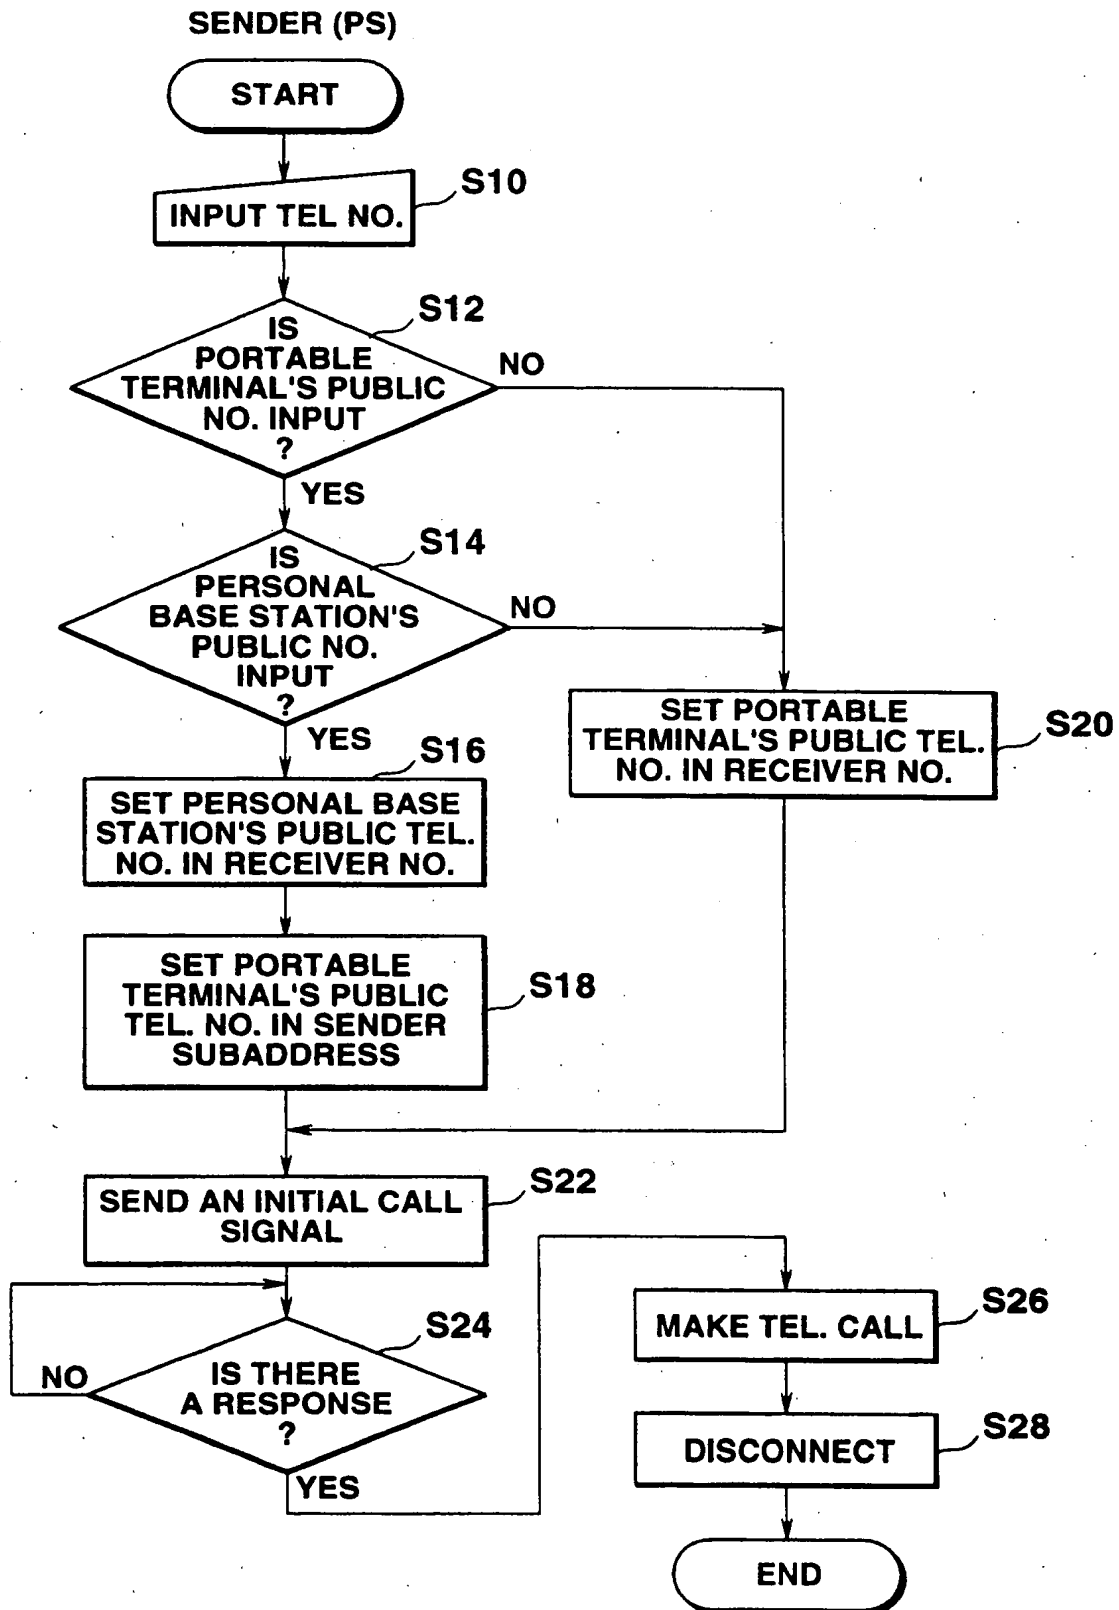 SENDER (PS)
START
S10
INPUT TEL NO.
S12
IS
PORTABLE
TERMINAL'S PUBLIC
NO. INPUT
?
NO
YES
S14
IS
PERSONAL
BASE STATION'S
PUBLIC NO.
INPUT
?
NO
YES
S16
SET PERSONAL BASE
STATION'S PUBLIC TEL.
NO. IN RECEIVER NO.
S20
SET PORTABLE
TERMINAL'S PUBLIC TEL.
NO. IN RECEIVER NO.
S18
SET PORTABLE
TERMINAL'S PUBLIC
TEL. NO. IN SENDER
SUBADDRESS
S22
SEND AN INITIAL CALL
SIGNAL
S24
IS THERE
A RESPONSE
?
NO
YES
S26
MAKE TEL. CALL
S28
DISCONNECT
END